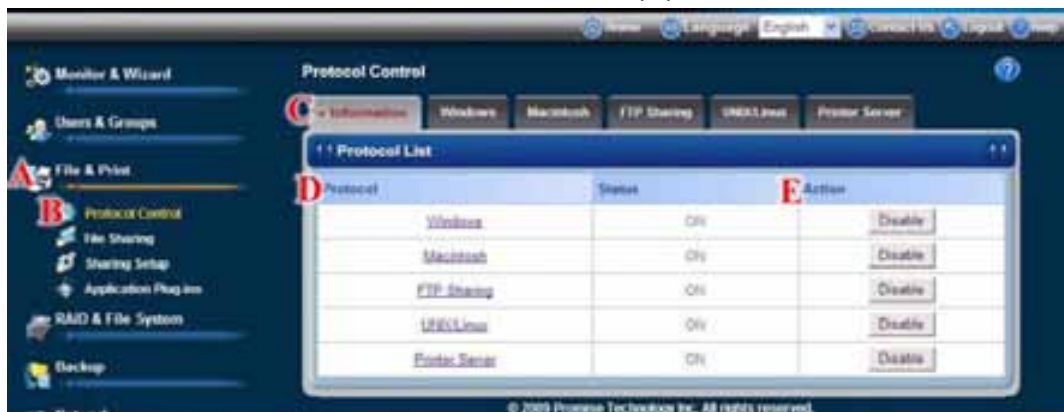 Home Language English Contact Us Logout Help
Monitor & Wizard
Users & Groups
A File & Print
B Protocol Control
File Sharing
Sharing Setup
Application Plug-ins
RAID & File System
Backup
Protocol Control
C Information Windows Macintosh FTP Sharing UNIX/Linux Printer Server
Protocol List
D Protocol Status E Action
Windows ON Disable
Macintosh ON Disable
FTP Sharing ON Disable
UNIX/Linux ON Disable
Printer Server ON Disable
© 2009 Promise Technology Inc. All rights reserved.